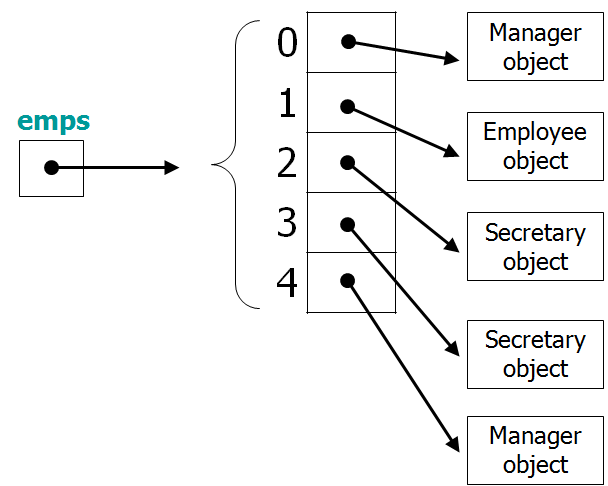 emps
0
1
2
3
4
Manager
object
Employee
object
Secretary
object
Secretary
object
Manager
object